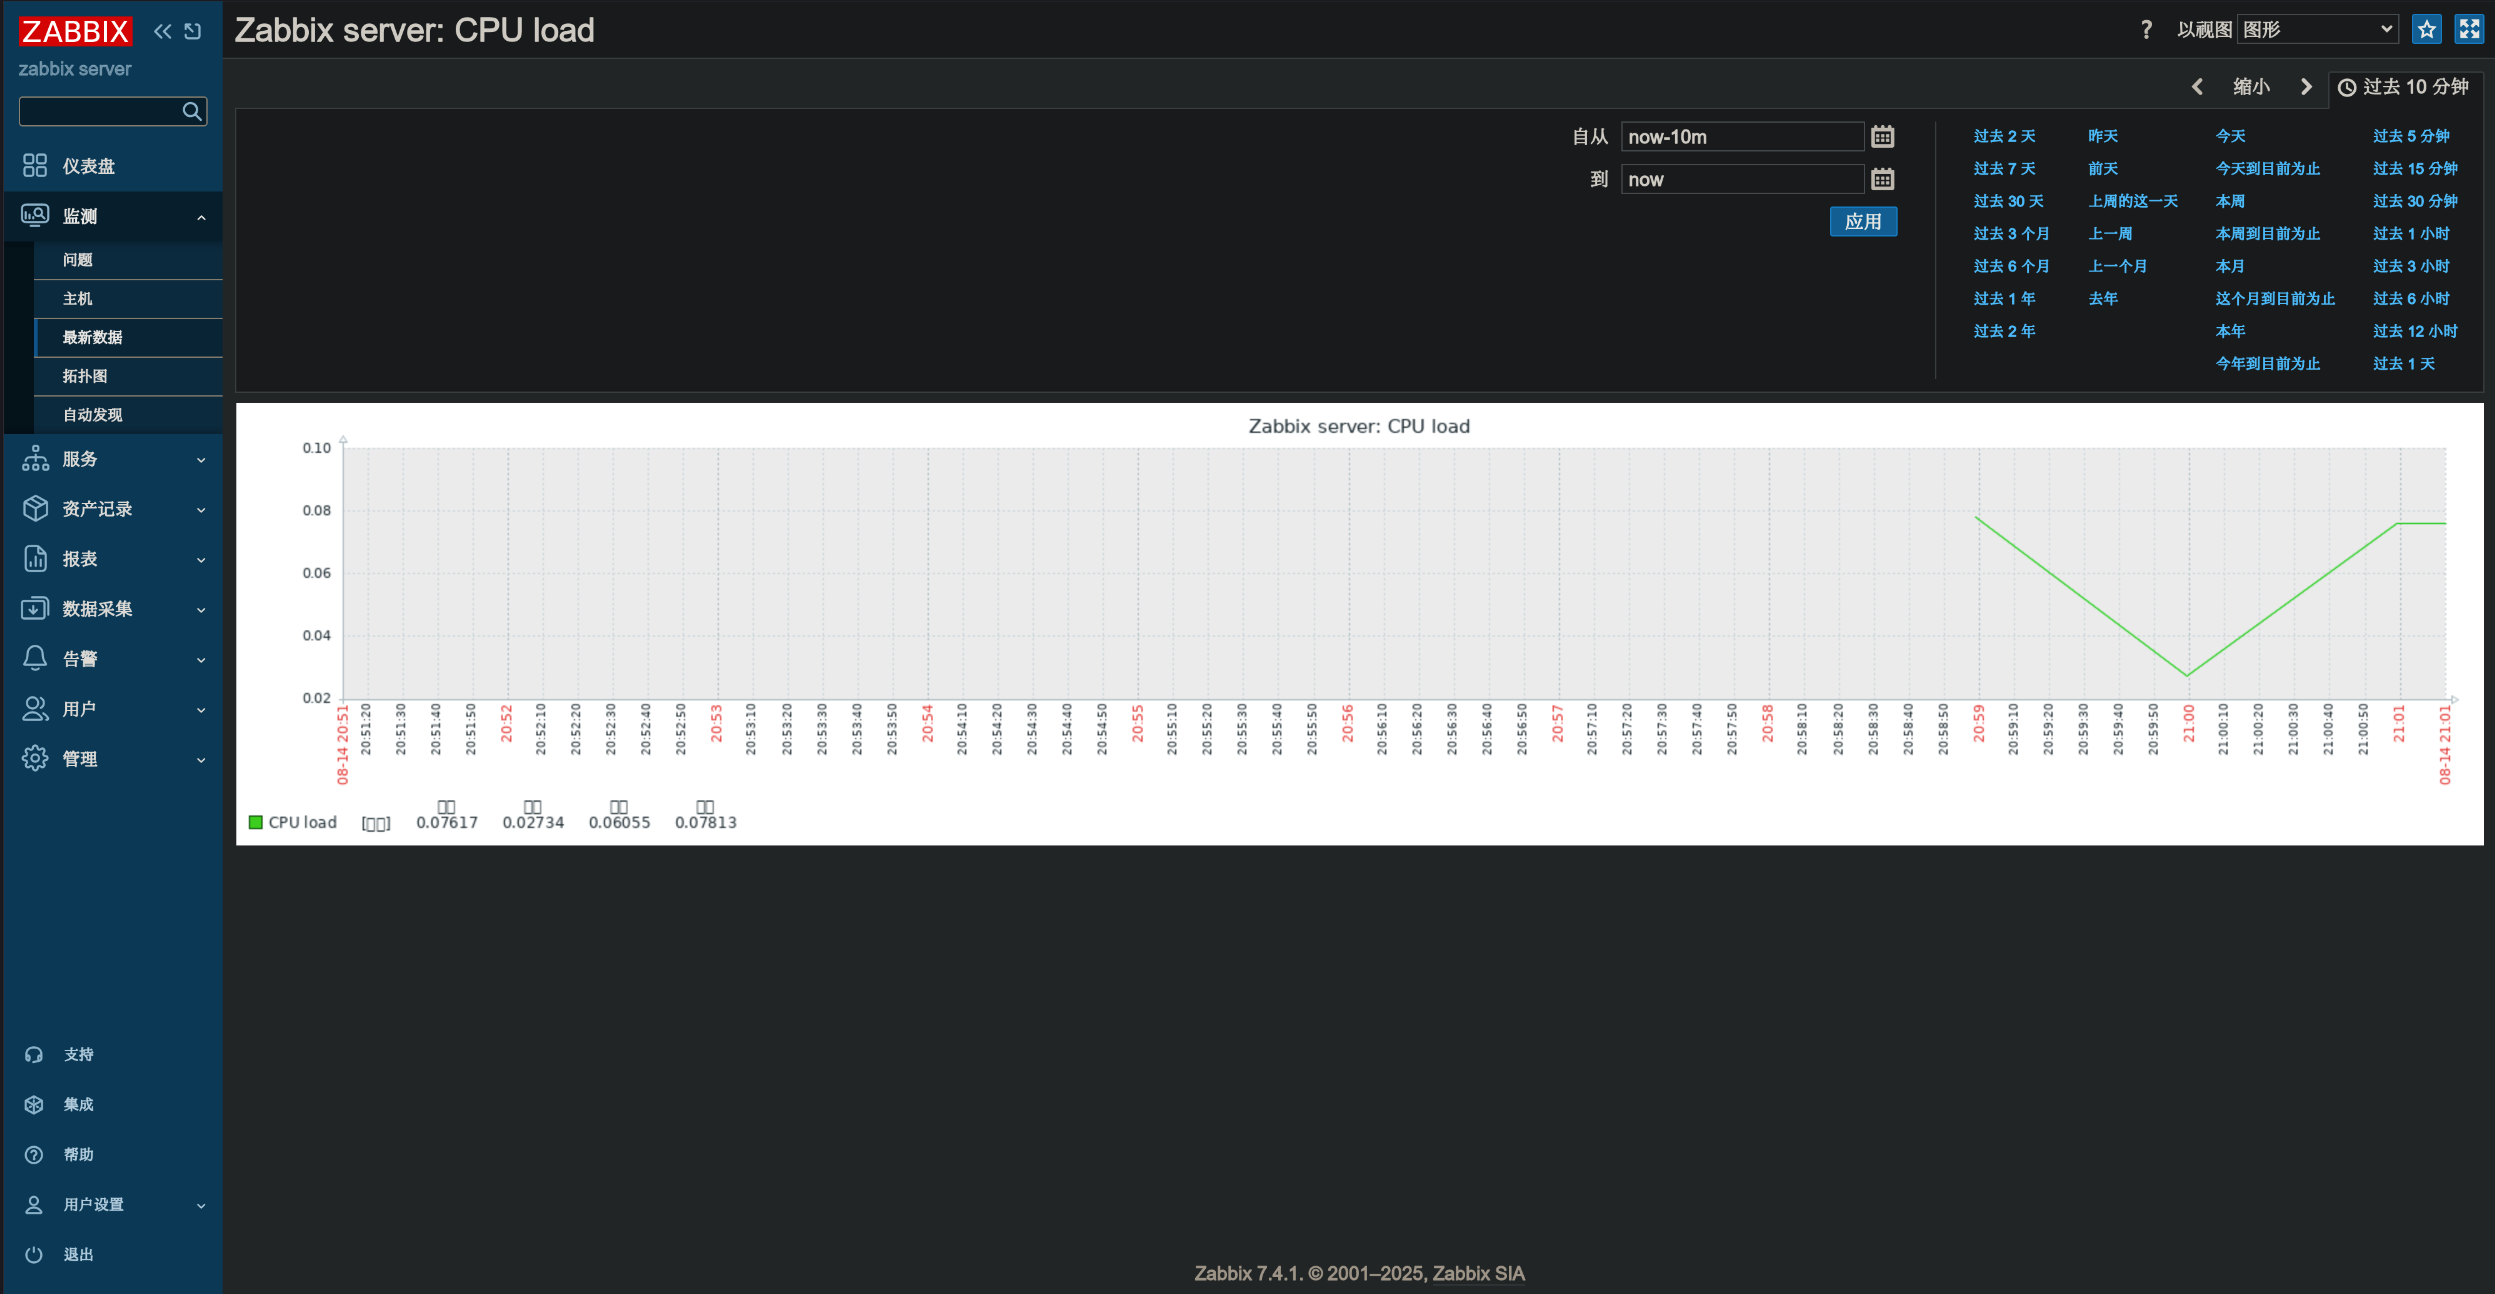 ZABBIX
zabbix server
仪表盘
监测
问题
主机
最新数据
拓扑图
自动发现
服务
资产记录
报表
数据采集
告警
用户
管理
支持
集成
帮助
用户设置
退出
Zabbix server: CPU load
? 以视图 图形
缩小 过去 10 分钟
自从 now-10m
到 now
应用
过去 2 天 昨天 今天 过去 5 分钟
过去 7 天 前天 今天到目前为止 过去 15 分钟
过去 30 天 上周的这一天 本周 过去 30 分钟
过去 3 个月 上一周 本周到目前为止 过去 1 小时
过去 6 个月 上一个月 本月 过去 3 小时
过去 1 年 去年 这个月到目前为止 过去 6 小时
过去 2 年 本年 过去 12 小时
今年到目前为止 过去 1 天
Zabbix server: CPU load
0.10
0.08
0.06
0.04
0.02
08-14 20:51 20:51:20 20:51:30 20:51:40 20:51:50 20:52 20:52:10 20:52:20 20:52:30 20:52:40 20:52:50 20:53 20:53:10 20:53:20 20:53:30 20:53:40 20:53:50 20:54 20:54:10 20:54:20 20:54:30 20:54:40 20:54:50 20:55 20:55:10 20:55:20 20:55:30 20:55:40 20:55:50 20:56 20:56:10 20:56:20 20:56:30 20:56:40 20:56:50 20:57 20:57:10 20:57:20 20:57:30 20:57:40 20:57:50 20:58 20:58:10 20:58:20 20:58:30 20:58:40 20:58:50 20:59 20:59:10 20:59:20 20:59:30 20:59:40 20:59:50 21:00 21:00:10 21:00:20 21:00:30 21:00:40 21:00:50 21:01 08-14 21:01
□□ □□ □□ □□
CPU load [□□] 0.07617 0.02734 0.06055 0.07813
Zabbix 7.4.1. © 2001–2025, Zabbix SIA